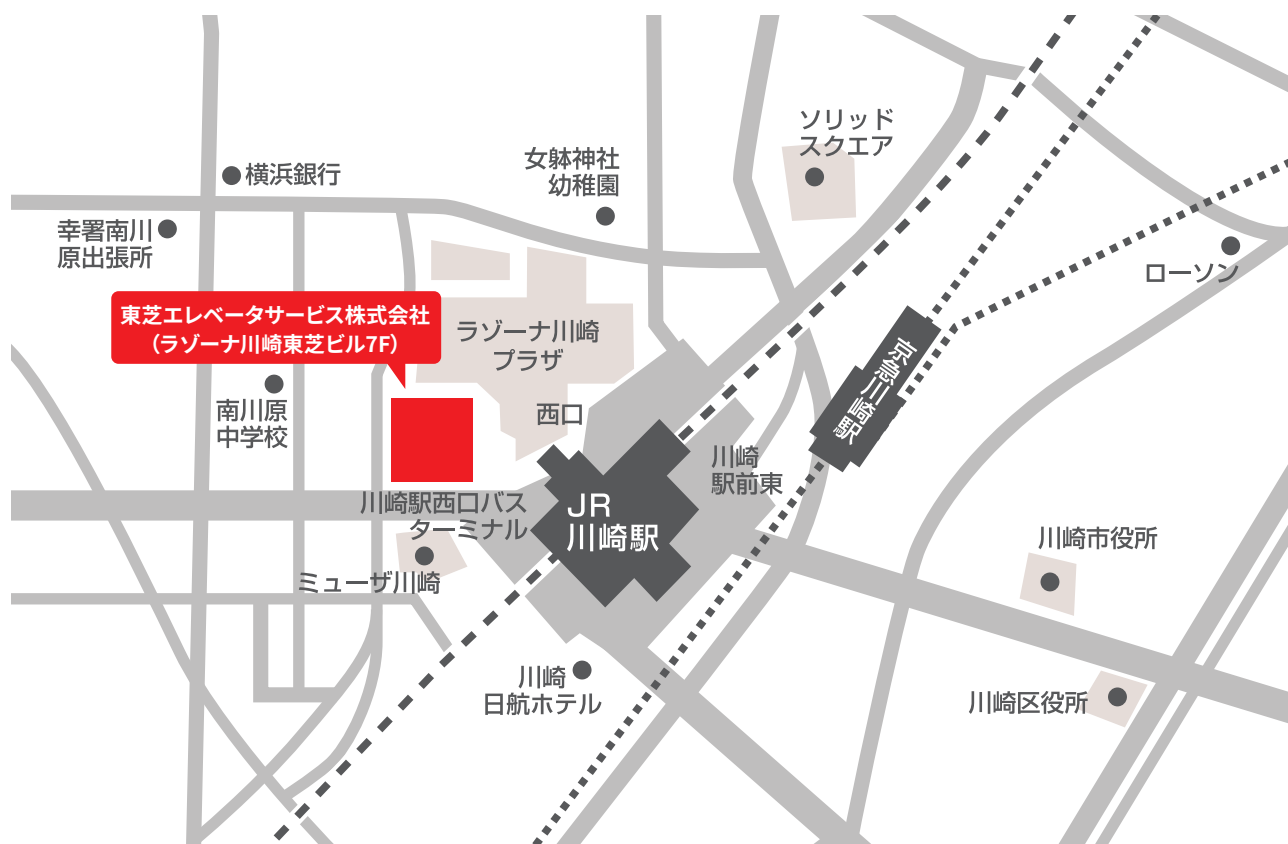 ソリッド
スクエア
女躰神社
幼稚園
横浜銀行
幸署南川
原出張所
ローソン
東芝エレベータサービス株式会社
（ラゾーナ川崎東芝ビル7F）
ラゾーナ川崎
プラザ
京急川崎駅
南川原
中学校
西口
川崎
駅前東
川崎駅西口バス
ターミナル
JR
川崎駅
川崎市役所
ミューザ川崎
川崎
日航ホテル
川崎区役所